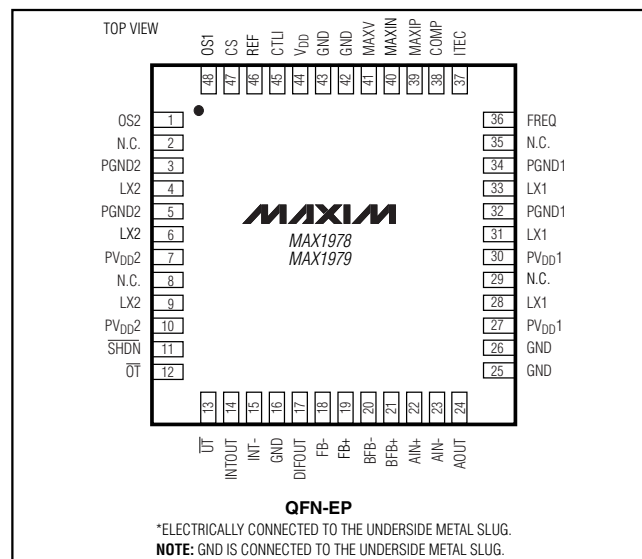 TOP VIEW
OS1
CS
REF
CTLI
VDD
GND
GND
MAXV
MAXIN
MAXIP
COMP
ITEC
48
47
46
45
44
43
42
41
40
39
38
37
OS2 1
N.C. 2
PGND2 3
LX2 4
PGND2 5
LX2 6
PVDD2 7
N.C. 8
LX2 9
PVDD2 10
SHDN 11
OT 12
MAXIM
MAX1978
MAX1979
36 FREQ
35 N.C.
34 PGND1
33 LX1
32 PGND1
31 LX1
30 PVDD1
29 N.C.
28 LX1
27 PVDD1
26 GND
25 GND
13
14
15
16
17
18
19
20
21
22
23
24
UT
INTOUT
INT-
GND
DIFOUT
FB-
FB+
BFB-
BFB+
AIN+
AIN-
AOUT
QFN-EP
*ELECTRICALLY CONNECTED TO THE UNDERSIDE METAL SLUG.
NOTE: GND IS CONNECTED TO THE UNDERSIDE METAL SLUG.